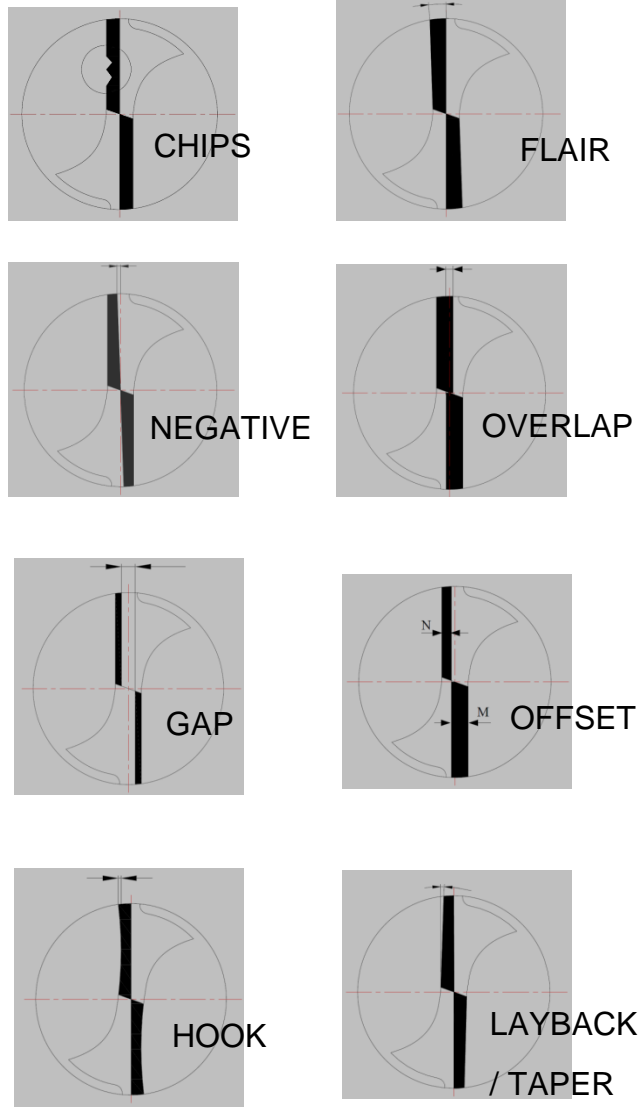 CHIPS
FLAIR
NEGATIVE
OVERLAP
GAP
N
M
OFFSET
HOOK
LAYBACK
/ TAPER